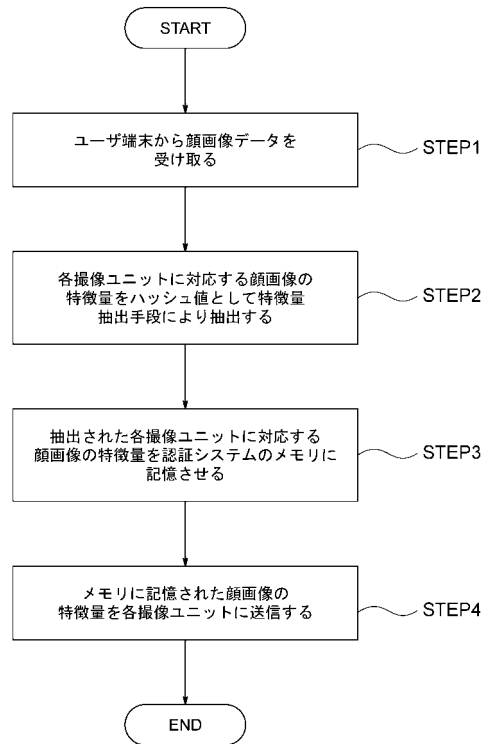 START
ユーザ端末から顔画像データを
受け取る
STEP1
各撮像ユニットに対応する顔画像の
特徴量をハッシュ値として特徴量
抽出手段により抽出する
STEP2
抽出された各撮像ユニットに対応する
顔画像の特徴量を認証システムのメモリに
記憶させる
STEP3
メモリに記憶された顔画像の
特徴量を各撮像ユニットに送信する
STEP4
END